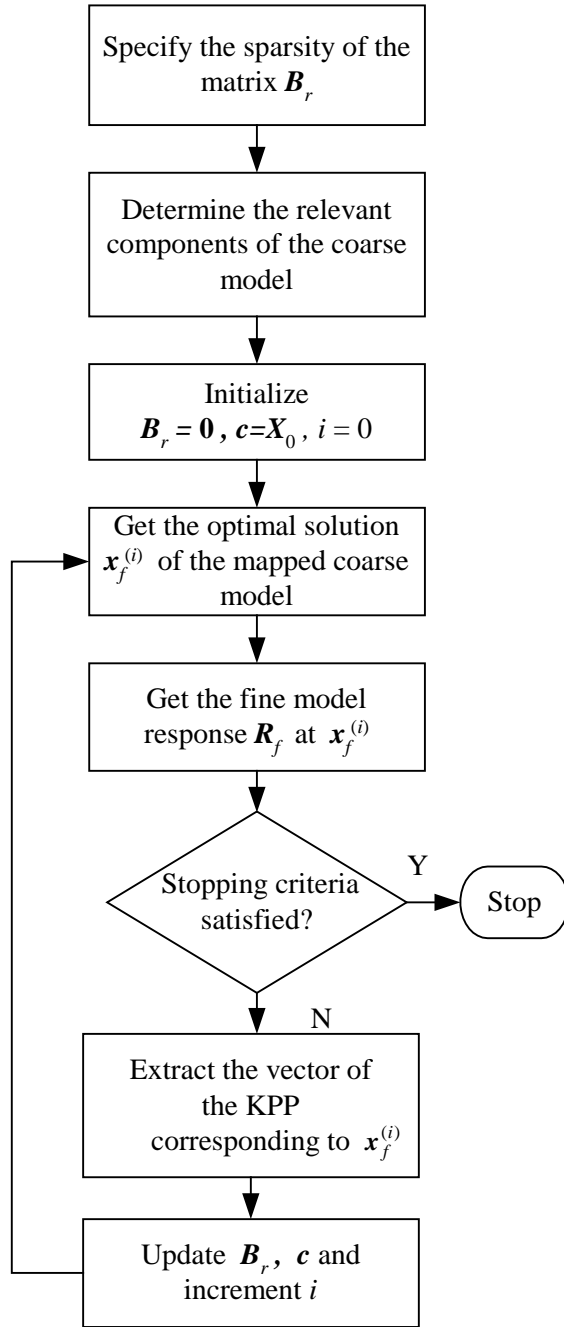 Specify the sparsity of the
matrix B_r
Determine the relevant
components of the coarse
model
Initialize
B_r = 0 , c=X_0 , i = 0
Get the optimal solution
x_f^{(i)} of the mapped coarse
model
Get the fine model
response R_f at x_f^{(i)}
Stopping criteria
satisfied?
Y
Stop
N
Extract the vector of
the KPP
corresponding to x_f^{(i)}
Update B_r , c and
increment i